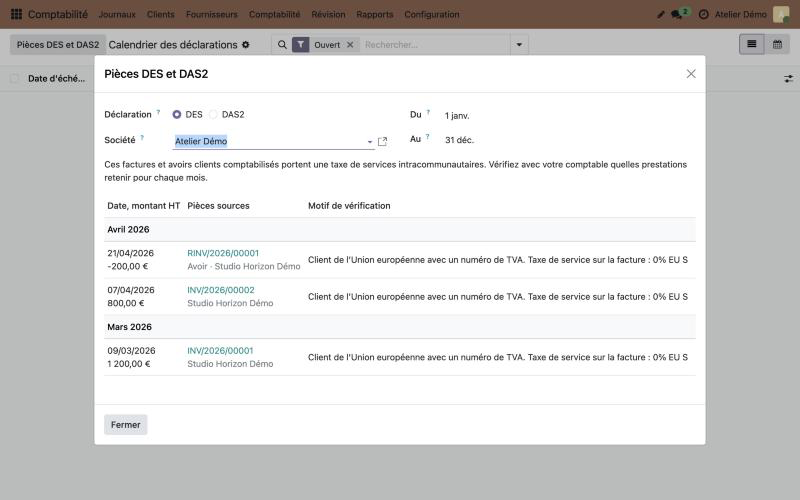 Comptabilité Journaux Clients Fournisseurs Comptabilité Révision Rapports Configuration 2 Atelier Démo A
Pièces DES et DAS2 Calendrier des déclarations Ouvert Rechercher...
Date d'éché...
Pièces DES et DAS2
Déclaration ? DES DAS2 Du ? 1 janv.
Société ? Atelier Démo Au ? 31 déc.
Ces factures et avoirs clients comptabilisés portent une taxe de services intracommunautaires. Vérifiez avec votre comptable quelles prestations
retenir pour chaque mois.
Date, montant HT Pièces sources Motif de vérification
Avril 2026
21/04/2026 RINV/2026/00001
-200,00 € Avoir · Studio Horizon Démo
Client de l'Union européenne avec un numéro de TVA. Taxe de service sur la facture : 0% EU S
07/04/2026 INV/2026/00002
800,00 € Studio Horizon Démo
Client de l'Union européenne avec un numéro de TVA. Taxe de service sur la facture : 0% EU S
Mars 2026
09/03/2026 INV/2026/00001
1 200,00 € Studio Horizon Démo
Client de l'Union européenne avec un numéro de TVA. Taxe de service sur la facture : 0% EU S
Fermer